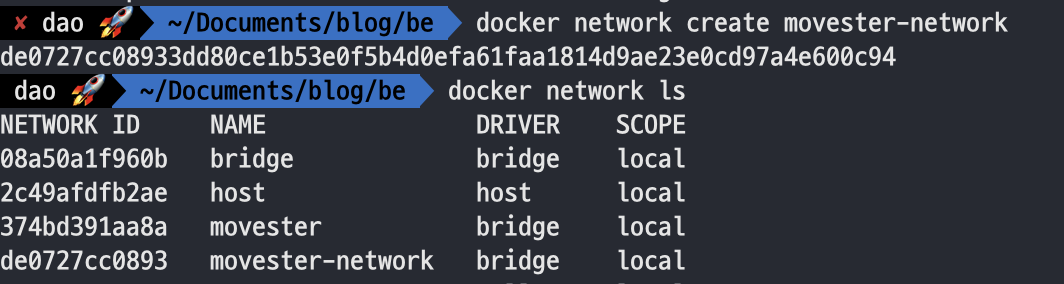 ✘ dao 🚀 ~/Documents/blog/be docker network create movester-network
de0727cc08933dd80ce1b53e0f5b4d0efa61faa1814d9ae23e0cd97a4e600c94
dao 🚀 ~/Documents/blog/be docker network ls
NETWORK ID NAME DRIVER SCOPE
08a50a1f960b bridge bridge local
2c49afdfb2ae host host local
374bd391aa8a movester bridge local
de0727cc0893 movester-network bridge local